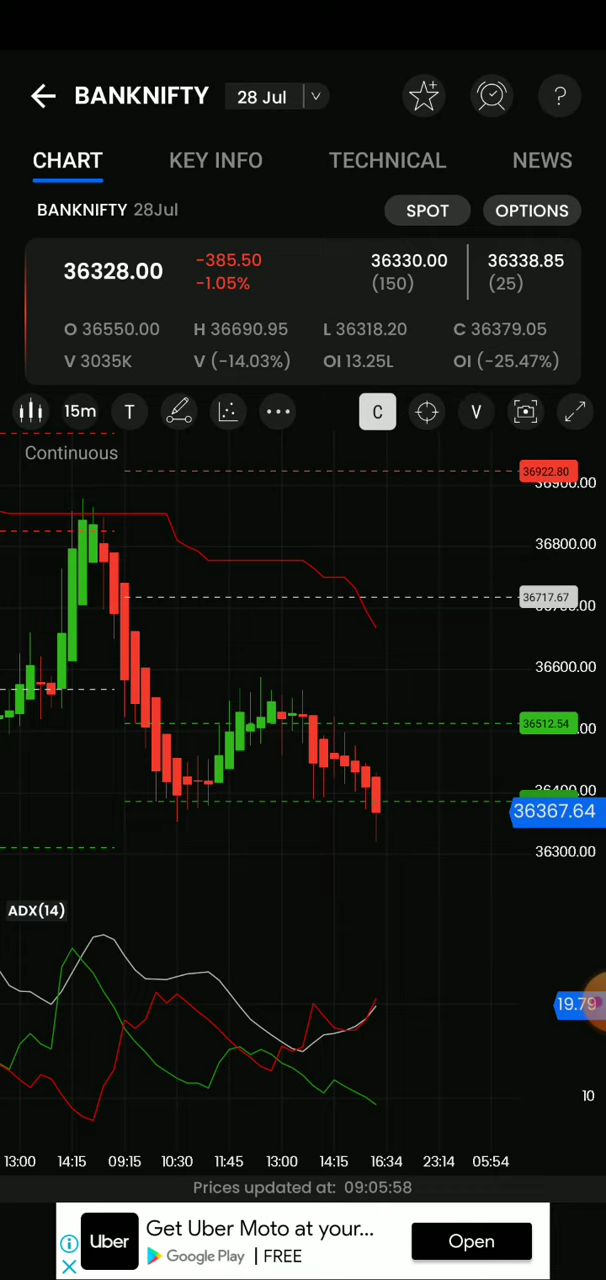 BANKNIFTY 28 Jul
CHART KEY INFO TECHNICAL NEWS
BANKNIFTY 28Jul SPOT OPTIONS
36328.00 -385.50 36330.00 36338.85
-1.05% (150) (25)
O 36550.00 H 36690.95 L 36318.20 C 36379.05
V 3035K V (-14.03%) OI 13.25L OI (-25.47%)
15m T C V
Continuous
36922.80
36900.00
36800.00
36717.67
36600.00
36512.54
36400.00
36367.64
36300.00
ADX(14)
19.79
10
13:00 14:15 09:15 10:30 11:45 13:00 14:15 16:34 23:14 05:54
Prices updated at: 09:05:58
Uber
Get Uber Moto at your...
Google Play | FREE
Open